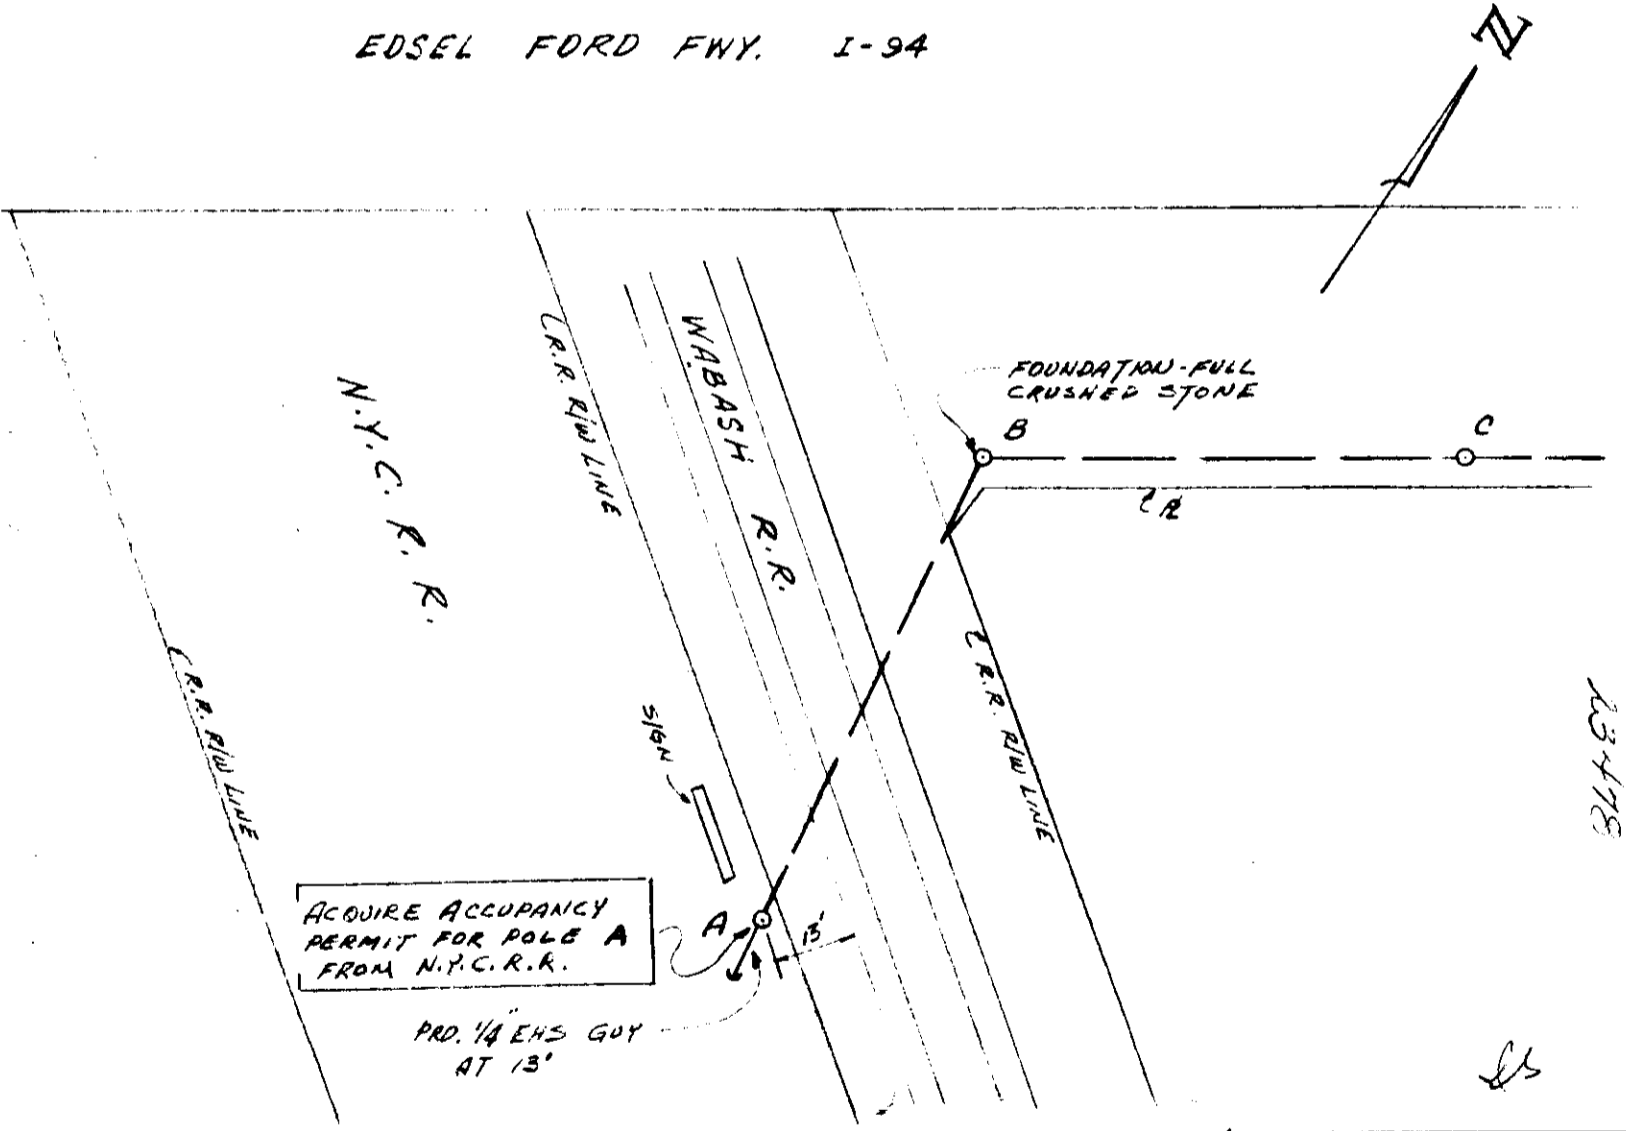 EDSEL FORD FWY. I-94
N
N.Y.C.R.R.
R.R. R/W LINE
WABASH R.R.
FOUNDATION-FULL
CRUSHED STONE
B
C
R.R. R/W LINE
R.R. R/W LINE
SIGN
ACQUIRE ACCUPANCY
PERMIT FOR POLE A
FROM N.Y.C.R.R.
A
13'
PRO. 1/4" EHS GUY
AT 13'